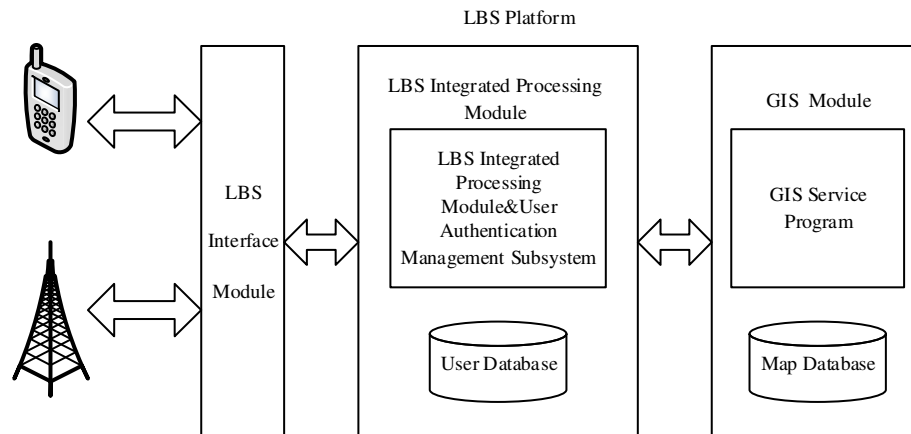 LBS Platform
LBS
Interface
Module
LBS Integrated Processing
Module
LBS Integrated
Processing
Module&User
Authentication
Management Subsystem
User Database
GIS Module
GIS Service
Program
Map Database